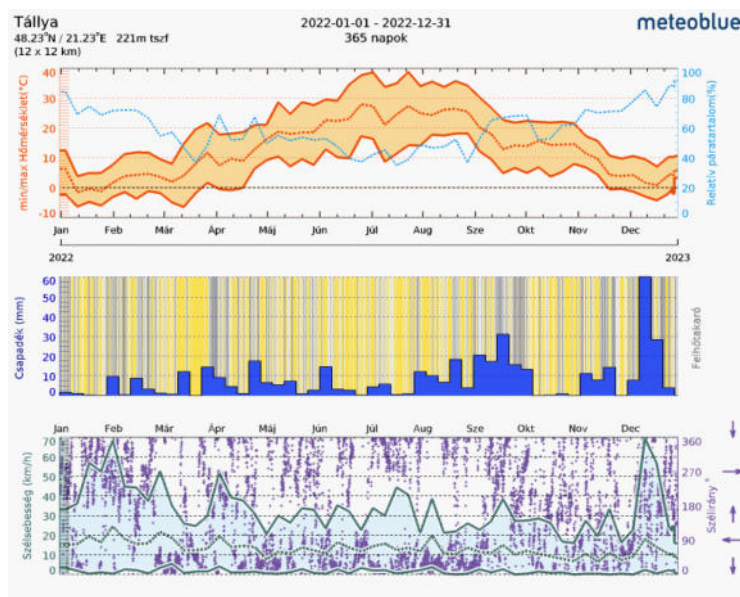 Tállya
2022-01-01 - 2022-12-31
meteoblue
48.23°N / 21.23°E 221m tszf
365 napok
(12 x 12 km)
min/max Hőmérséklet(°C)
40
30
20
10
0
-10
Relatív páratartalom(%)
100
80
60
40
20
0
Jan Feb Már Ápr Máj Jún Júl Aug Sze Okt Nov Dec
2022 2023
Csapadék (mm)
60
50
40
30
20
10
0
Felhőtakaró
Jan Feb Már Ápr Máj Jún Júl Aug Sze Okt Nov Dec
Szélsebesség (km/h)
70
60
50
40
30
20
10
0
Szélirány °
360
270
180
90
0